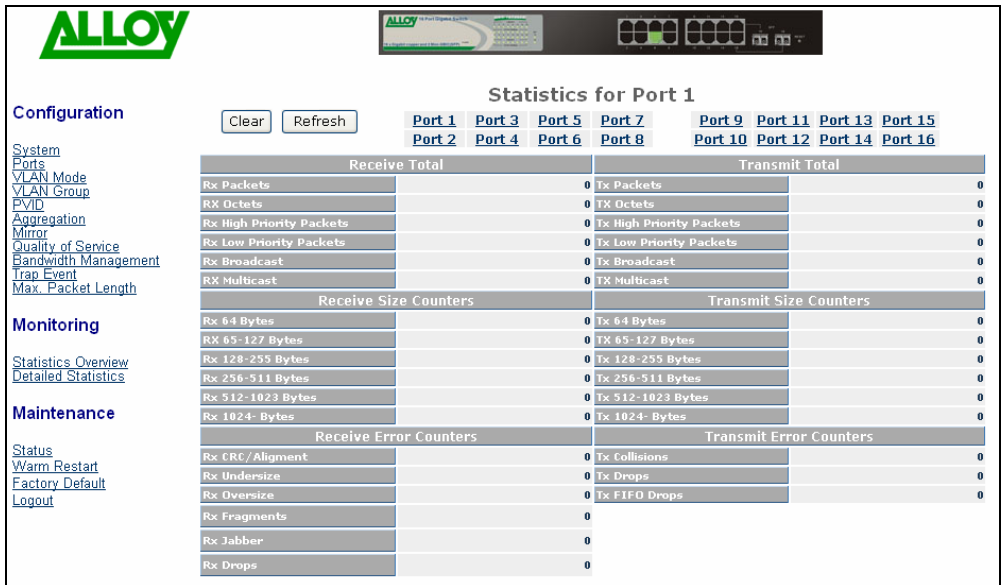 ALLOY
ALLOY 16 Port Gigabit Switch
Statistics for Port 1
Configuration
System
Ports
VLAN Mode
VLAN Group
PVID
Aggregation
Mirror
Quality of Service
Bandwidth Management
Trap Event
Max. Packet Length
Monitoring
Statistics Overview
Detailed Statistics
Maintenance
Status
Warm Restart
Factory Default
Logout
Clear Refresh
Port 1 Port 3 Port 5 Port 7 Port 9 Port 11 Port 13 Port 15
Port 2 Port 4 Port 6 Port 8 Port 10 Port 12 Port 14 Port 16
Receive Total Transmit Total
Rx Packets 0 Tx Packets 0
RX Octets 0 TX Octets 0
Rx High Priority Packets 0 Tx High Priority Packets 0
Rx Low Priority Packets 0 Tx Low Priority Packets 0
Rx Broadcast 0 Tx Broadcast 0
RX Multicast 0 TX Multicast 0
Receive Size Counters Transmit Size Counters
Rx 64 Bytes 0 Tx 64 Bytes 0
RX 65-127 Bytes 0 TX 65-127 Bytes 0
Rx 128-255 Bytes 0 Tx 128-255 Bytes 0
Rx 256-511 Bytes 0 Tx 256-511 Bytes 0
Rx 512-1023 Bytes 0 Tx 512-1023 Bytes 0
Rx 1024- Bytes 0 Tx 1024- Bytes 0
Receive Error Counters Transmit Error Counters
Rx CRC/Aligment 0 Tx Collisions 0
Rx Undersize 0 Tx Drops 0
Rx Oversize 0 Tx FIFO Drops 0
Rx Fragments 0
Rx Jabber 0
Rx Drops 0